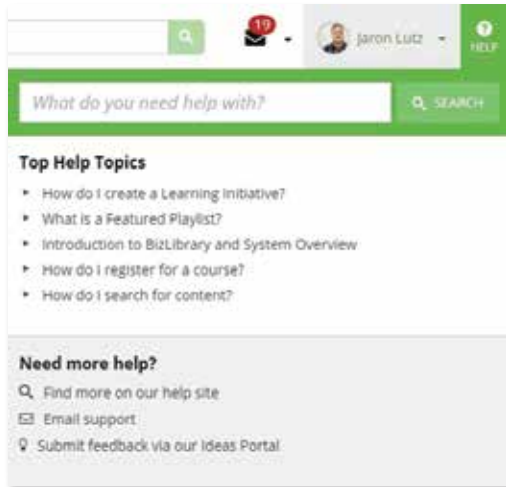 19
Jaron Lutz
HELP
What do you need help with?
SEARCH
Top Help Topics
How do I create a Learning Initiative?
What is a Featured Playlist?
Introduction to BizLibrary and System Overview
How do I register for a course?
How do I search for content?
Need more help?
Find more on our help site
Email support
Submit feedback via our Ideas Portal